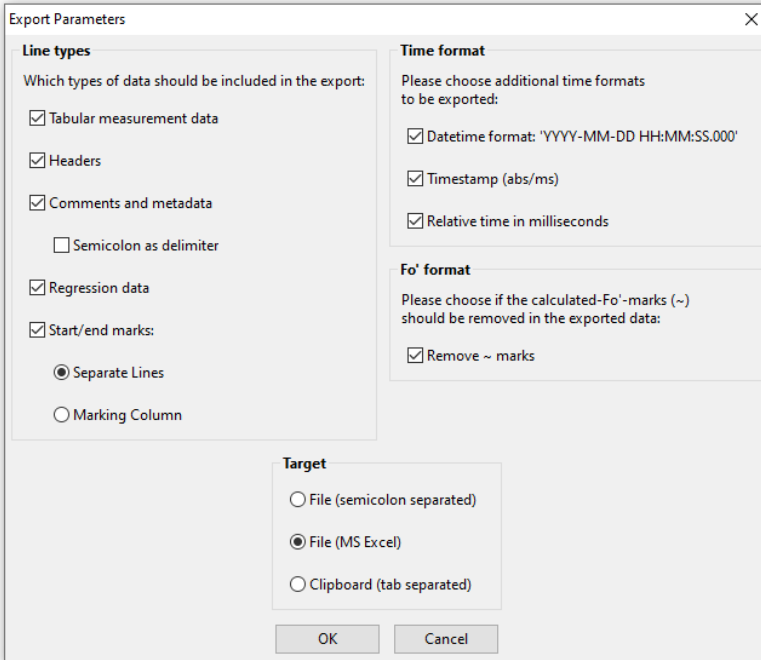 Export Parameters
Line types
Which types of data should be included in the export:
Tabular measurement data
Headers
Comments and metadata
Semicolon as delimiter
Regression data
Start/end marks:
Separate Lines
Marking Column
Time format
Please choose additional time formats
to be exported:
Datetime format: 'YYYY-MM-DD HH:MM:SS.000'
Timestamp (abs/ms)
Relative time in milliseconds
Fo' format
Please choose if the calculated-Fo'-marks (~)
should be removed in the exported data:
Remove ~ marks
Target
File (semicolon separated)
File (MS Excel)
Clipboard (tab separated)
OK
Cancel